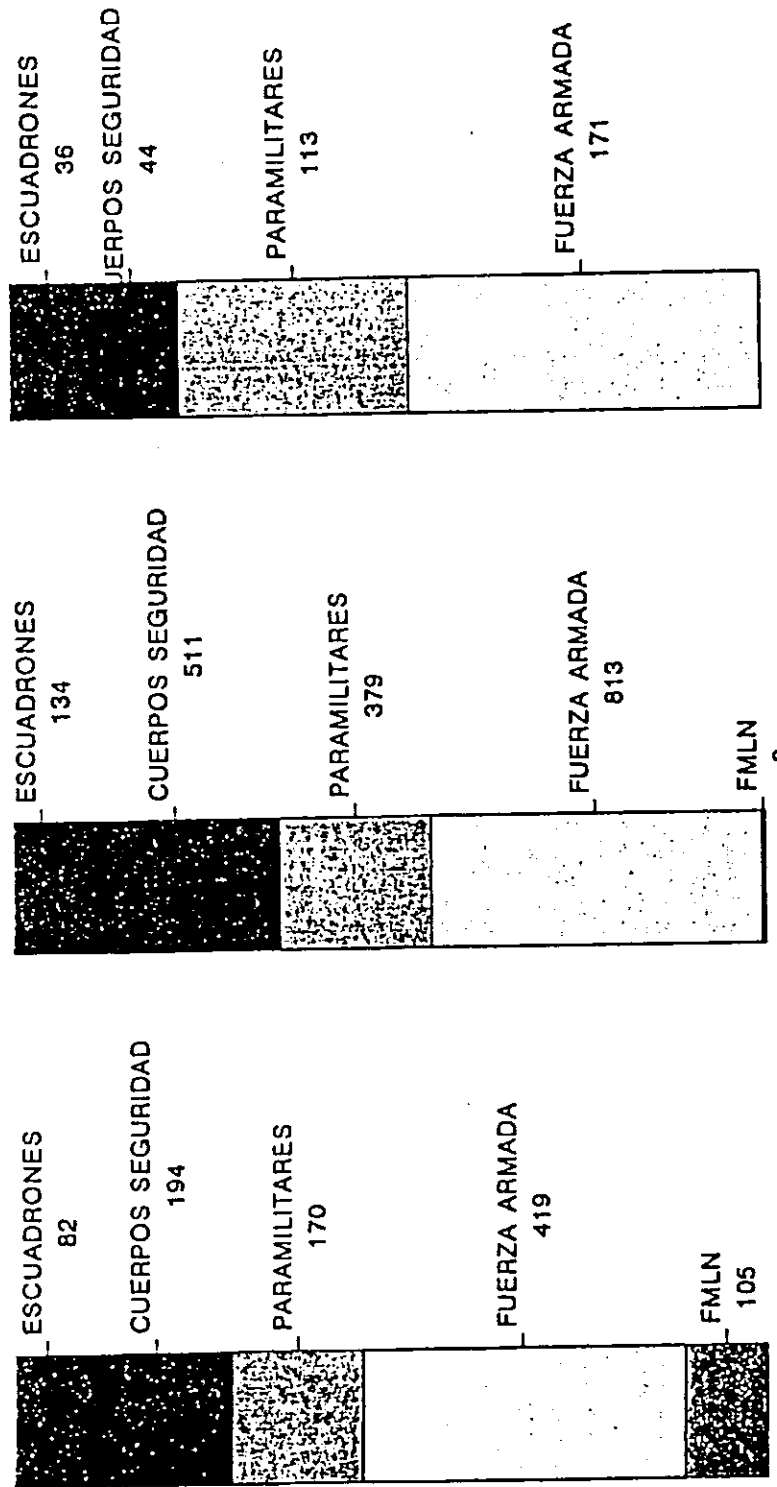 ESCUADRONES
82
CUERPOS SEGURIDAD
194
PARAMILITARES
170
FUERZA ARMADA
419
FMLN
105
ESCUADRONES
134
CUERPOS SEGURIDAD
511
PARAMILITARES
379
FUERZA ARMADA
813
FMLN
ESCUADRONES
36
UERPOS SEGURIDAD
44
PARAMILITARES
113
FUERZA ARMADA
171